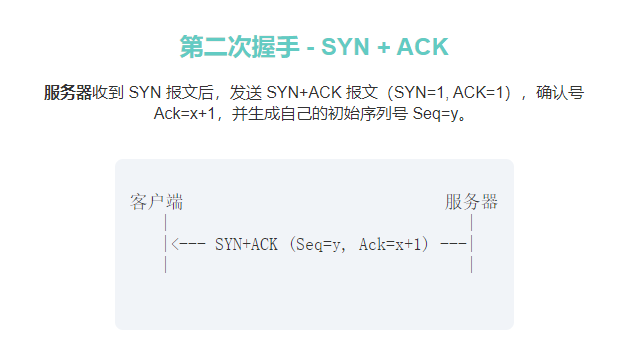 第二次握手 - SYN + ACK
服务器收到 SYN 报文后，发送 SYN+ACK 报文（SYN=1, ACK=1），确认号
Ack=x+1，并生成自己的初始序列号 Seq=y。
客户端 服务器
| |
|<--- SYN+ACK (Seq=y, Ack=x+1) ---|
| |